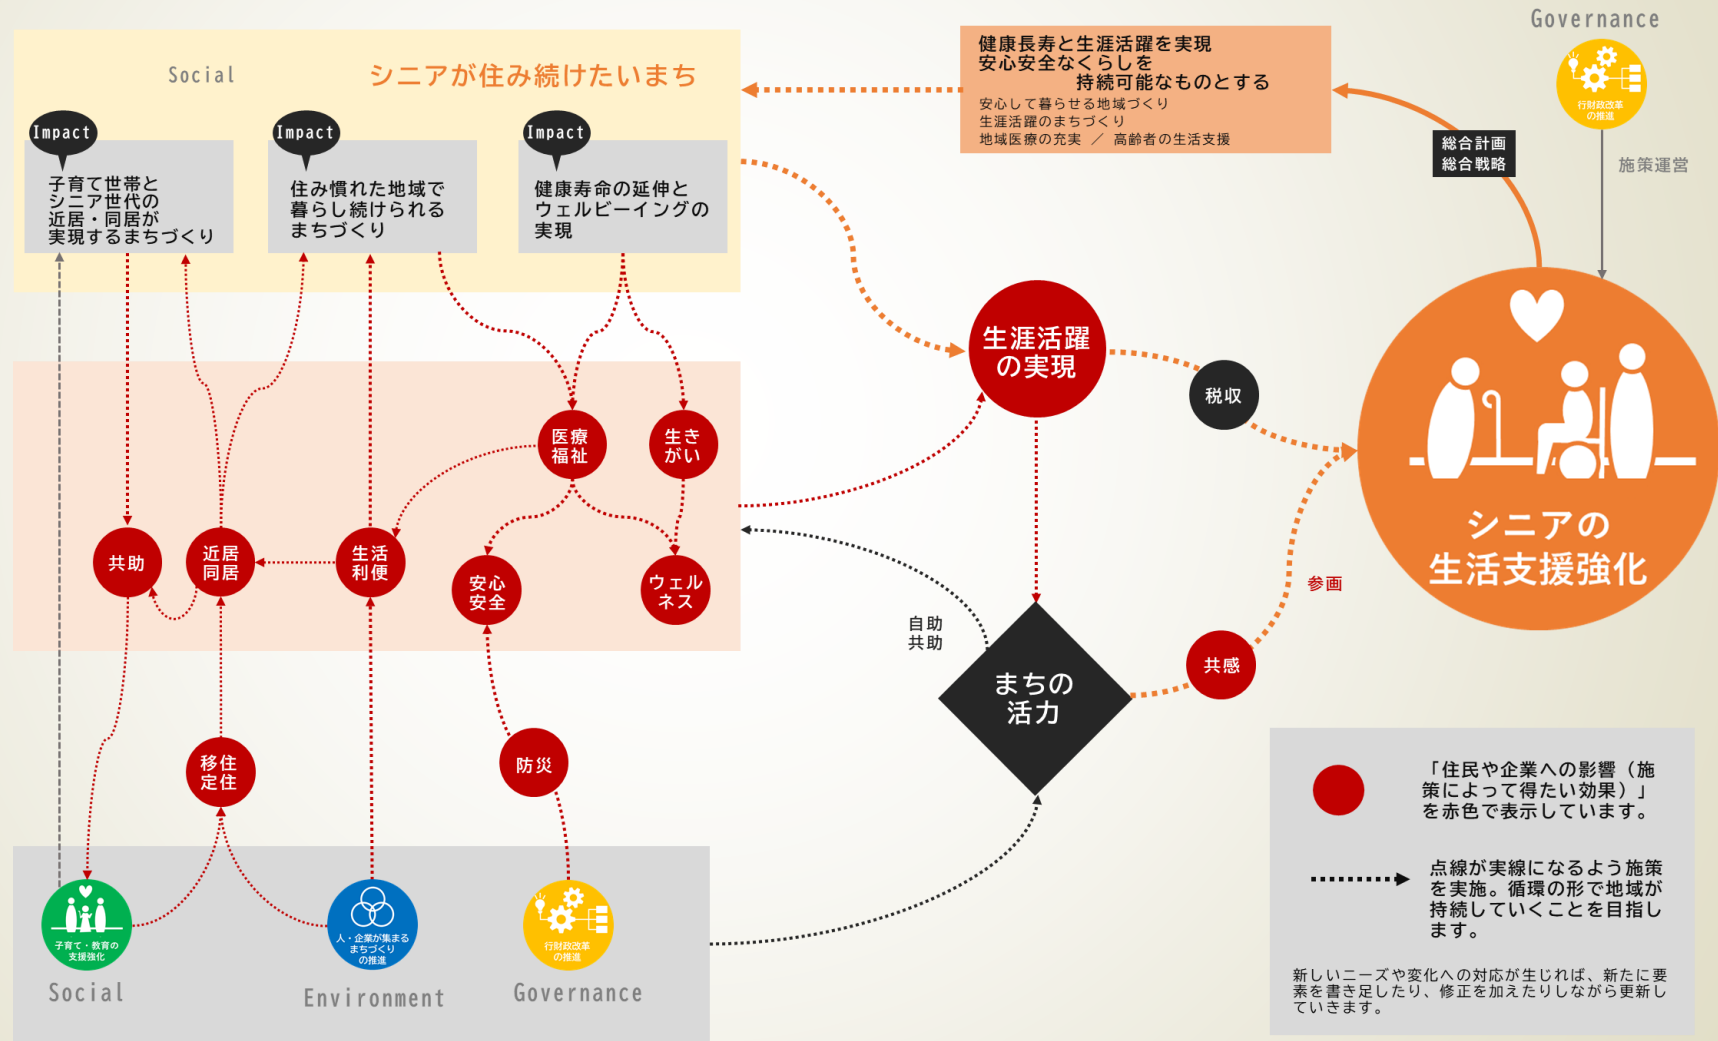 Governance
行財政改革
の推進
施策運営
Social
シニアが住み続けたいまち
健康長寿と生涯活躍を実現
安心安全なくらしを
持続可能なものとする
安心して暮らせる地域づくり
生涯活躍のまちづくり
地域医療の充実 ／ 高齢者の生活支援
総合計画
総合戦略
Impact
子育て世帯と
シニア世代の
近居・同居が
実現するまちづくり
Impact
住み慣れた地域で
暮らし続けられる
まちづくり
Impact
健康寿命の延伸と
ウェルビーイングの
実現
生涯活躍
の実現
税収
シニアの
生活支援強化
医療
福祉
生き
がい
共助
近居
同居
生活
利便
安心
安全
ウェル
ネス
参画
自助
共助
まちの
活力
共感
移住
定住
防災
子育て・教育の
支援強化
Social
人・企業が集まる
まちづくり
の推進
Environment
行財政改革
の推進
Governance
「住民や企業への影響（施
策によって得たい効果）」
を赤色で表示しています。
点線が実線になるよう施策
を実施。循環の形で地域が
持続していくことを目指し
ます。
新しいニーズや変化への対応が生じれば、新たに要
素を書き足したり、修正を加えたりしながら更新し
ていきます。